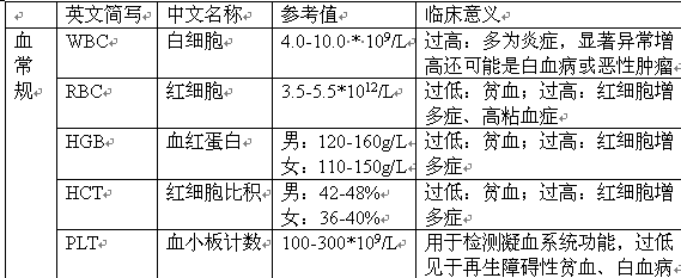 英文简写 中文名称 参考值 临床意义
血常规 WBC 白细胞 4.0-10.0*10⁹/L 过高：多为炎症，显著异常增
高还可能是白血病或恶性肿瘤
RBC 红细胞 3.5-5.5*10¹²/L 过低：贫血；过高：红细胞增
多症、高粘血症
HGB 血红蛋白 男：120-160g/L 过低：贫血；过高：红细胞增
女：110-150g/L 多症
HCT 红细胞比积 男：42-48% 过低：贫血；过高：红细胞增
女：36-40% 多症
PLT 血小板计数 100-300*10⁹/L 用于检测凝血系统功能，过低
见于再生障碍性贫血、白血病